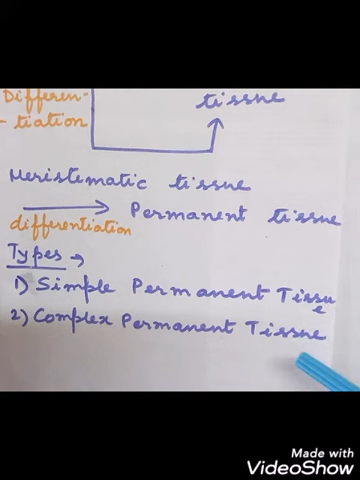 Differen-
tissue
- tiation
Meristematic tissue
Permanent tissue
differentiation
Types →
1) Simple Permanent Tissue
2) Complex Permanent Tissue
Made with
VideoShow